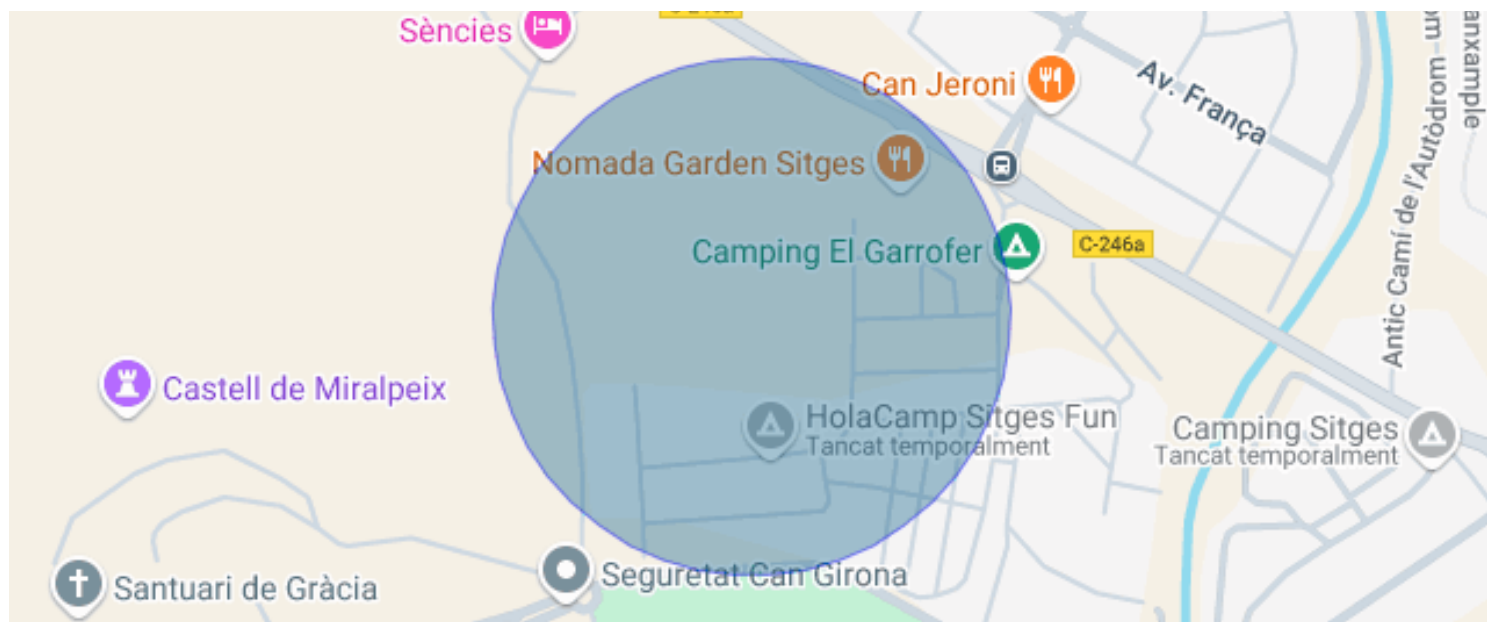 Sències
C-246a
Can Jeroni
Av. França
Nomada Garden Sitges
Camping El Garrofer
C-246a
Antic Camí de l'Autòdrom
Castell de Miralpeix
HolaCamp Sitges Fun
Tancat temporalment
Camping Sitges
Tancat temporalment
Santuari de Gràcia
Seguretat Can Girona